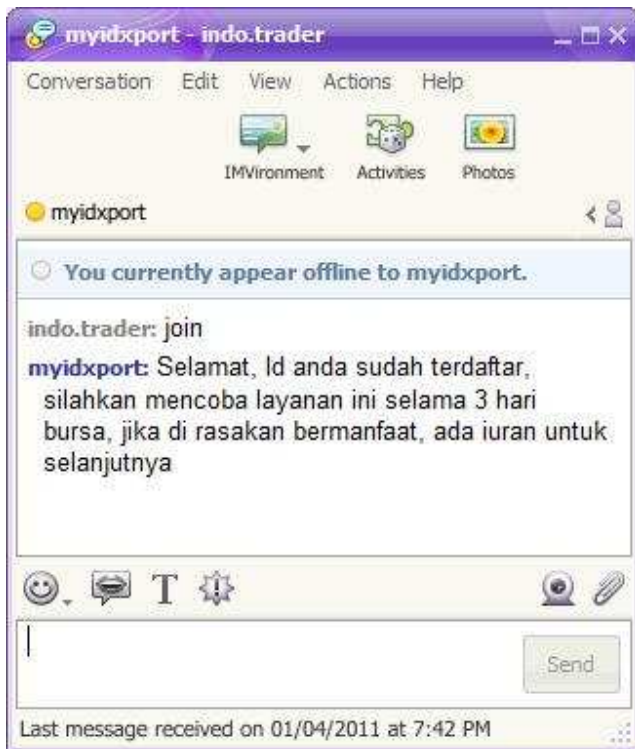 myidxport - indo.trader
Conversation Edit View Actions Help
IMVironment Activities Photos
myidxport
You currently appear offline to myidxport.
indo.trader: join
myidxport: Selamat, Id anda sudah terdaftar,
silahkan mencoba layanan ini selama 3 hari
bursa, jika di rasakan bermanfaat, ada iuran untuk
selanjutnya
T
Send
Last message received on 01/04/2011 at 7:42 PM